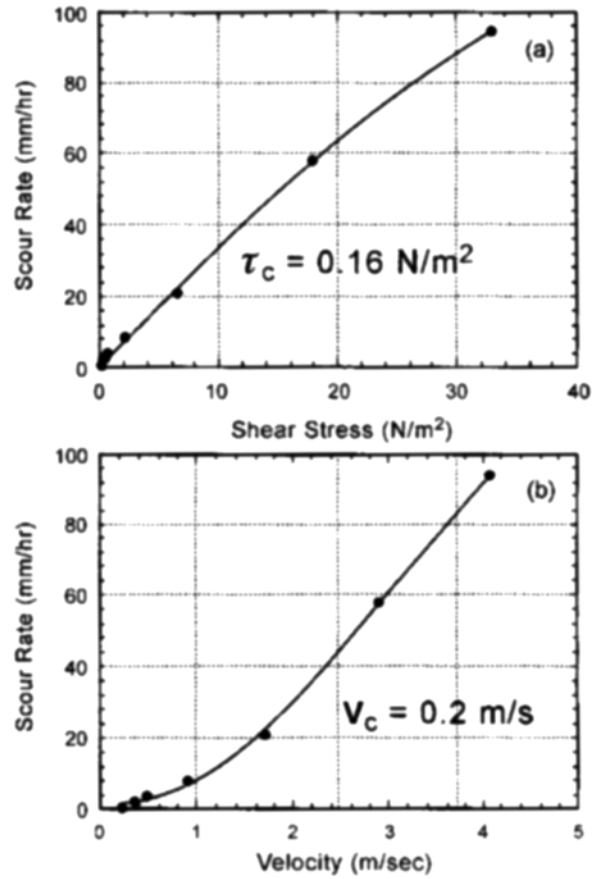 100
80
60
40
20
0
Scour Rate (mm/hr)
(a)
τc = 0.16 N/m²
0 10 20 30 40
Shear Stress (N/m²)
100
80
60
40
20
0
Scour Rate (mm/hr)
(b)
Vc = 0.2 m/s
0 1 2 3 4 5
Velocity (m/sec)